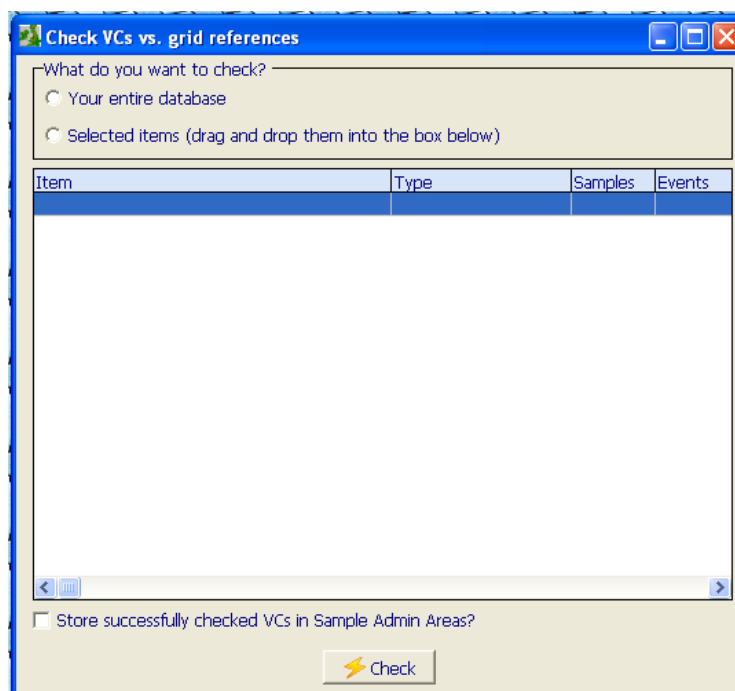 Check VCs vs. grid references
What do you want to check?
Your entire database
Selected items (drag and drop them into the box below)
Item Type Samples Events
Store successfully checked VCs in Sample Admin Areas?
Check